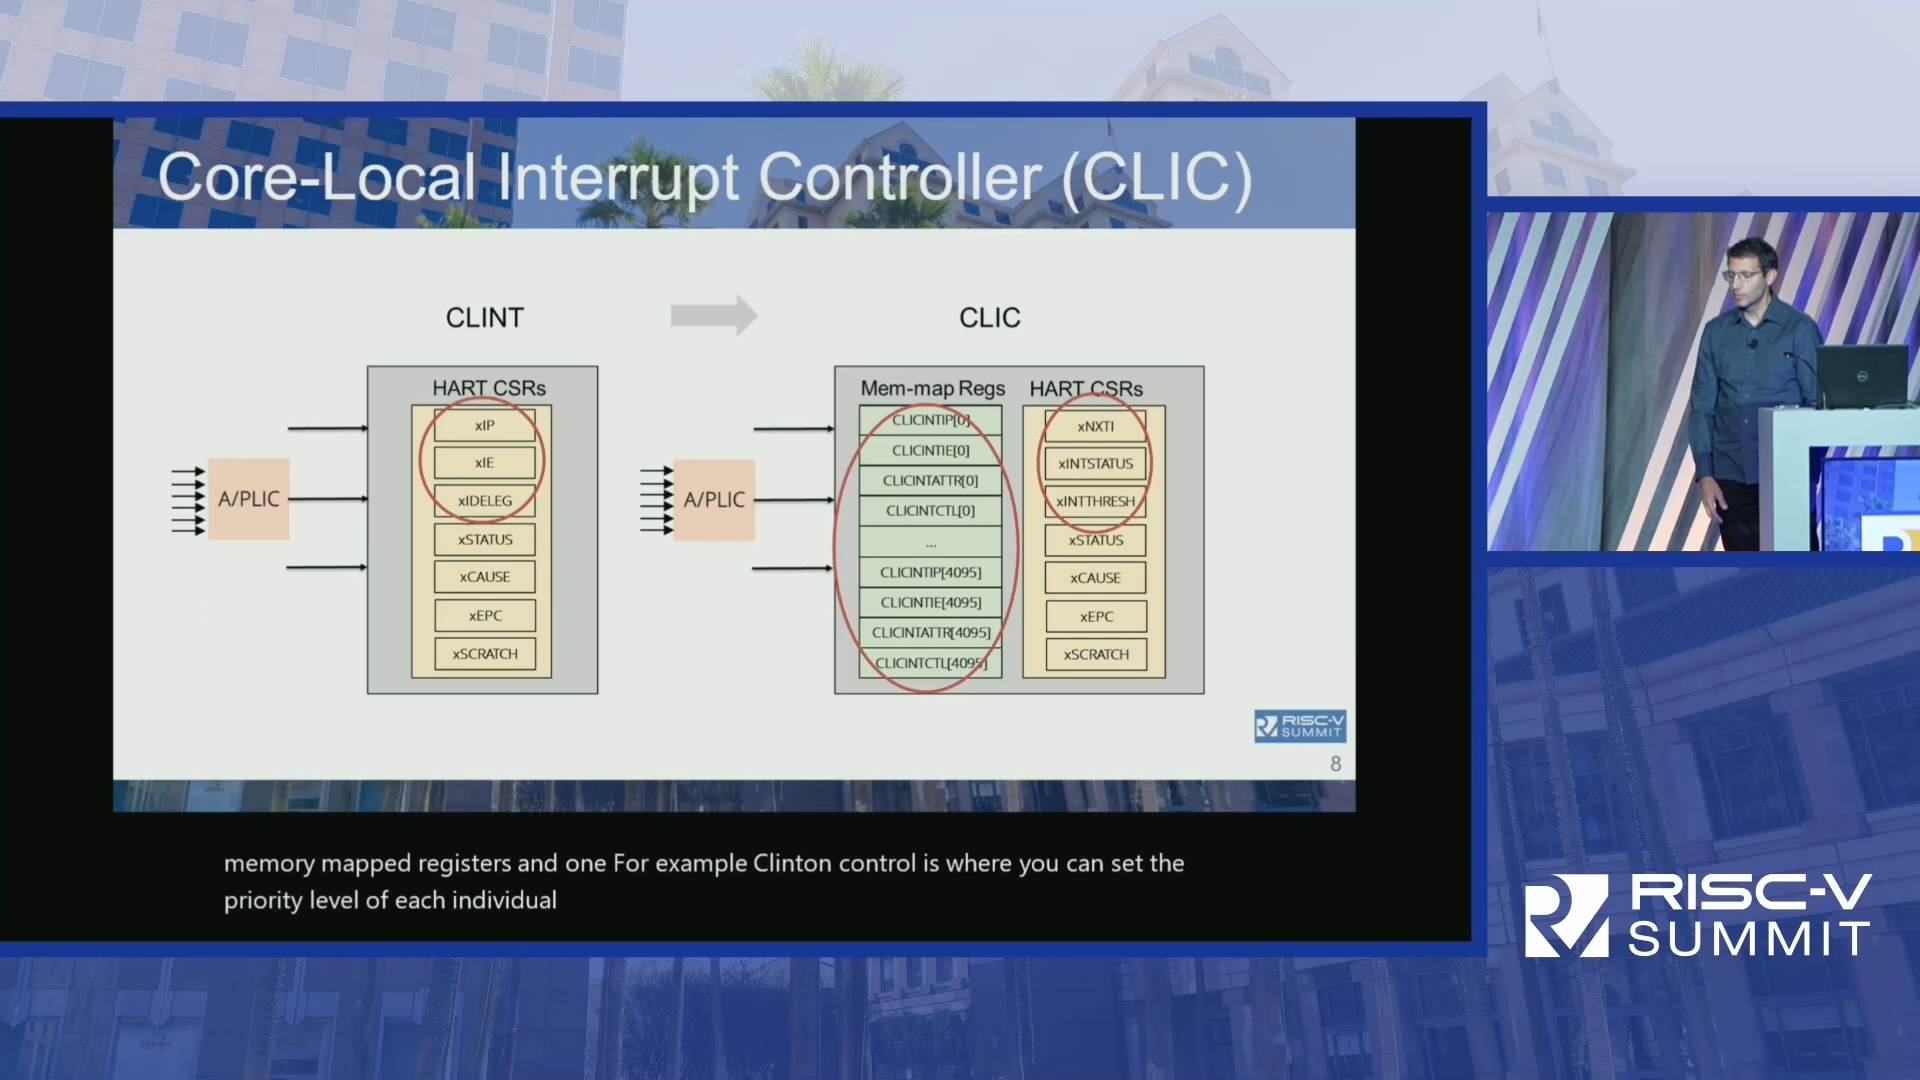 Core-Local Interrupt Controller (CLIC)
CLINT
CLIC
HART CSRs
xIP
xIE
xIDELEG
xSTATUS
xCAUSE
xEPC
xSCRATCH
A/PLIC
Mem-map Regs
CLICINTIP[0]
CLICINTIE[0]
CLICINTATTR[0]
CLICINTCTL[0]
...
CLICINTIP[4095]
CLICINTIE[4095]
CLICINTATTR[4095]
CLICINTCTL[4095]
HART CSRs
xNXTI
xINTSTATUS
xINTTHRESH
xSTATUS
xCAUSE
xEPC
xSCRATCH
A/PLIC
RISC-V
SUMMIT
8
memory mapped registers and one For example Clinton control is where you can set the
priority level of each individual
RISC-V
SUMMIT